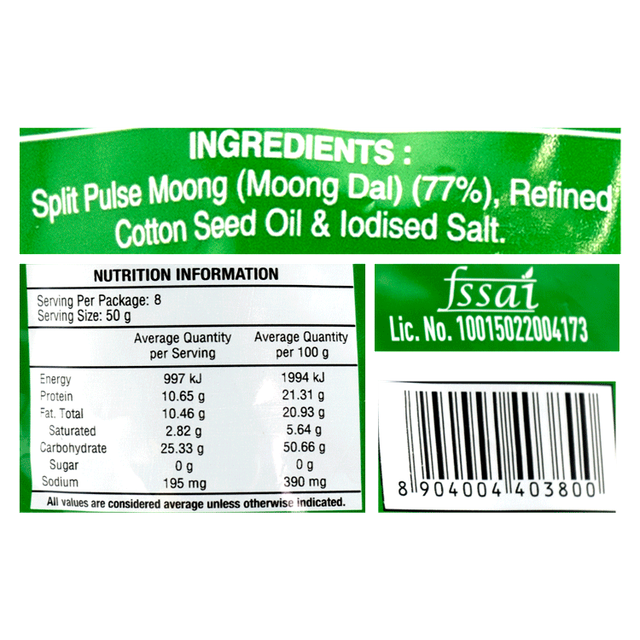 INGREDIENTS :
Split Pulse Moong (Moong Dal) (77%), Refined
Cotton Seed Oil & Iodised Salt.
NUTRITION INFORMATION
Serving Per Package: 8
Serving Size: 50 g
Average Quantity per Serving Average Quantity per 100 g
Energy 997 kJ 1994 kJ
Protein 10.65 g 21.31 g
Fat. Total 10.46 g 20.93 g
Saturated 2.82 g 5.64 g
Carbohydrate 25.33 g 50.66 g
Sugar 0 g 0 g
Sodium 195 mg 390 mg
All values are considered average unless otherwise indicated.
fssai
Lic. No. 10015022004173
8 904004 403800